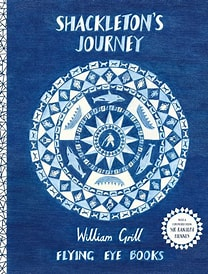 SHACKLETON'S
JOURNEY
William Grill
FLYING EYE BOOKS